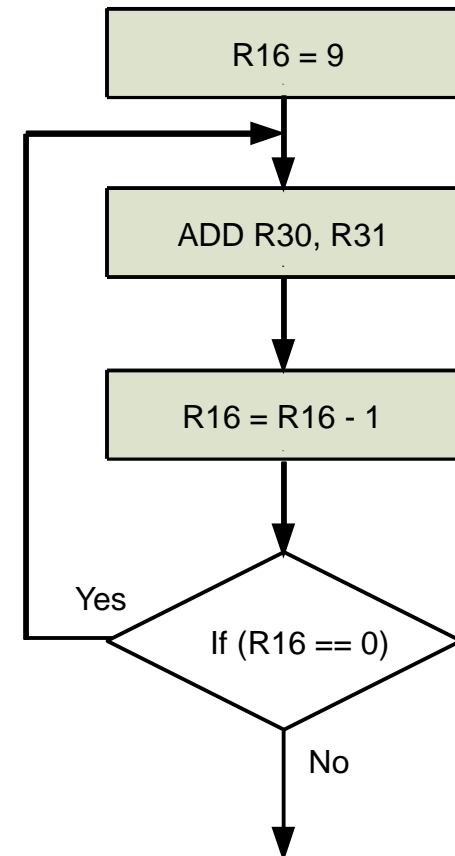 R16 = 9
ADD R30, R31
R16 = R16 - 1
Yes
If (R16 == 0)
No